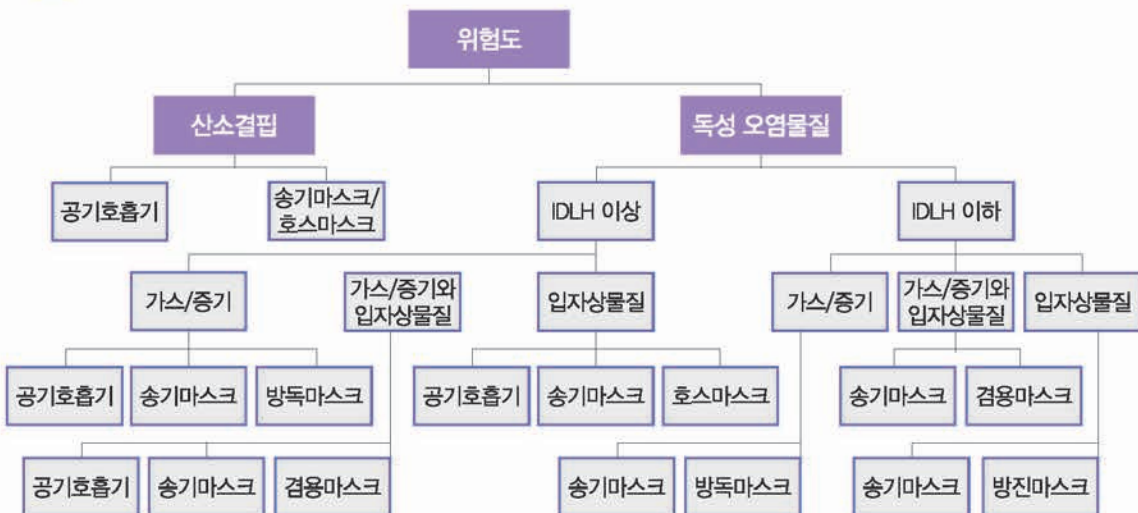 위험도
산소결핍
독성 오염물질
공기호흡기
송기마스크/
호스마스크
IDLH 이상
IDLH 이하
가스/증기
가스/증기와
입자상물질
입자상물질
가스/증기
가스/증기와
입자상물질
입자상물질
공기호흡기
송기마스크
방독마스크
공기호흡기
송기마스크
호스마스크
송기마스크
겸용마스크
공기호흡기
송기마스크
겸용마스크
송기마스크
방독마스크
송기마스크
방진마스크